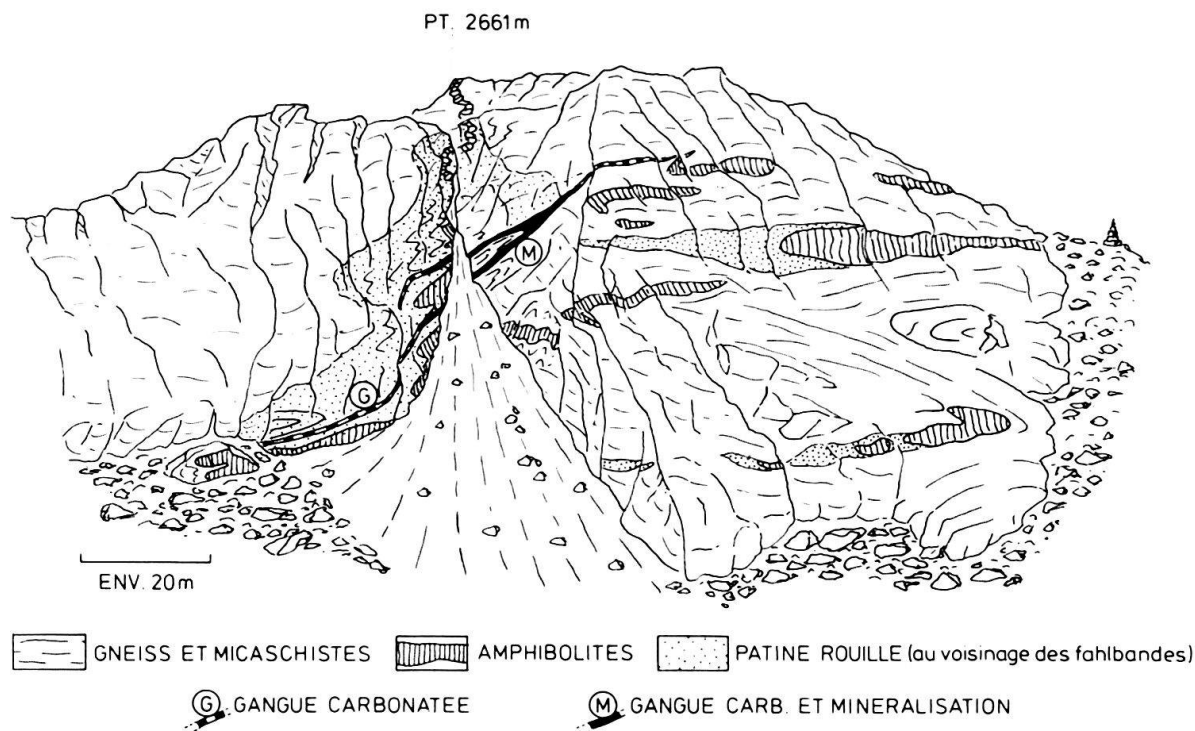 PT. 2661m
M
G
ENV. 20m
GNEISS ET MICASCHISTES
AMPHIBOLITES
PATINE ROUILLE (au voisinage des fahlbandes)
G GANGUE CARBONATEE
M GANGUE CARB. ET MINERALISATION